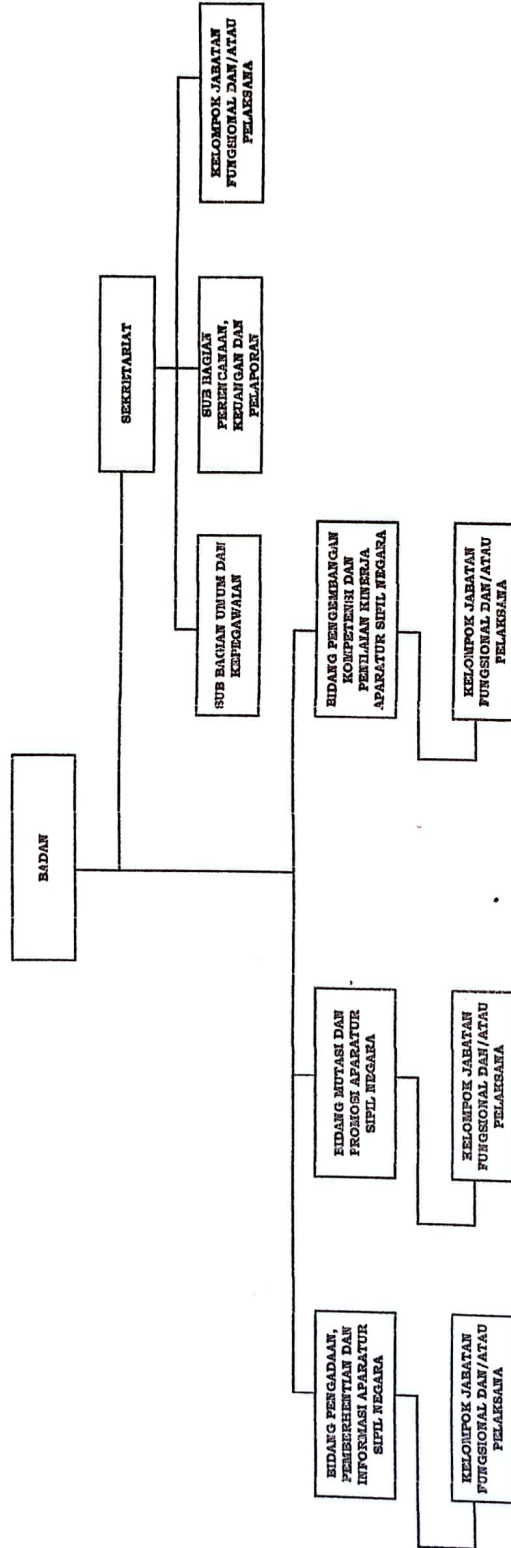 BADAN
SEKRETARIAT
SUB BAGIAN UMUM DAN
KEPEGAWAIAN
SUB BAGIAN
PERENCANAAN,
KEUANGAN DAN
PELAPORAN
KELOMPOK JABATAN
FUNGSIONAL DAN/ATAU
PELAKSANA
BIDANG PENGADAAN,
PEMBERHENTIAN DAN
INFORMASI APARATUR
SIPIL NEGARA
BIDANG MUTASI DAN
PROMOSI APARATUR
SIPIL NEGARA
BIDANG PENGEMBANGAN
KOMPETENSI DAN
PENILAIAN KINERJA
APARATUR SIPIL NEGARA
KELOMPOK JABATAN
FUNGSIONAL DAN/ATAU
PELAKSANA
KELOMPOK JABATAN
FUNGSIONAL DAN/ATAU
PELAKSANA
KELOMPOK JABATAN
FUNGSIONAL DAN/ATAU
PELAKSANA